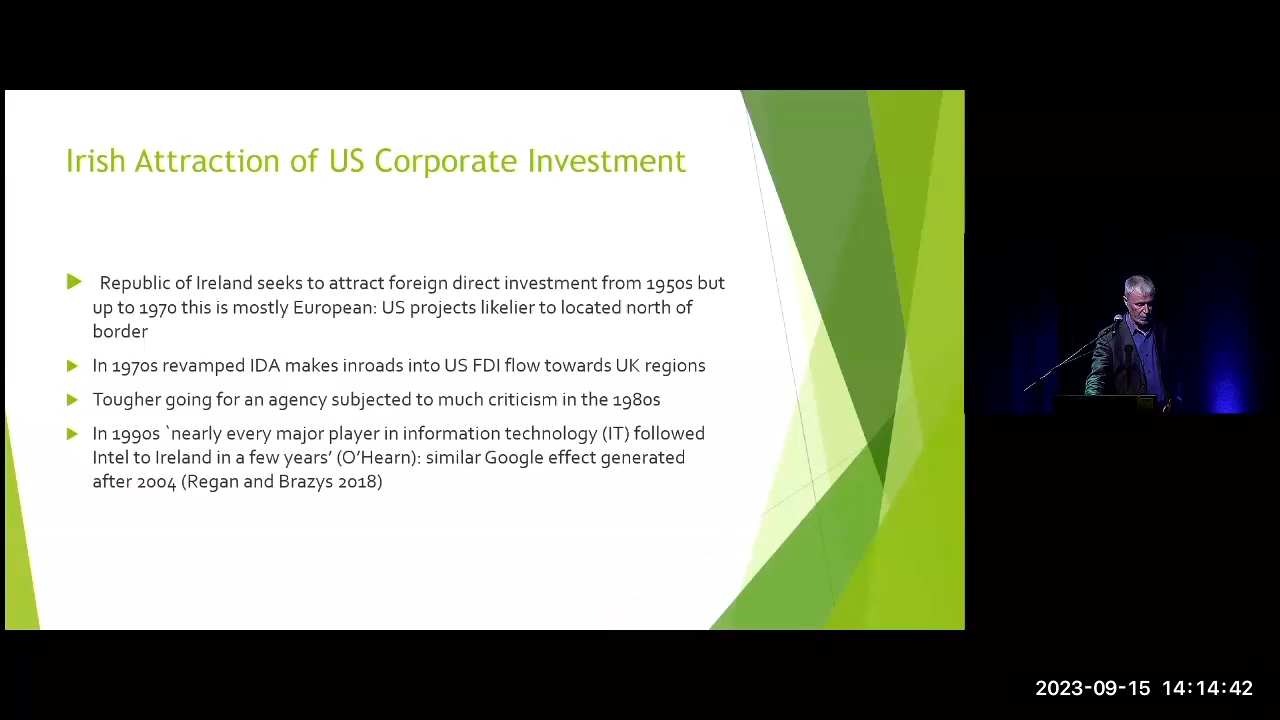 Irish Attraction of US Corporate Investment
Republic of Ireland seeks to attract foreign direct investment from 1950s but
up to 1970 this is mostly European: US projects likelier to located north of
border
In 1970s revamped IDA makes inroads into US FDI flow towards UK regions
Tougher going for an agency subjected to much criticism in the 1980s
In 1990s `nearly every major player in information technology (IT) followed
Intel to Ireland in a few years’ (O’Hearn): similar Google effect generated
after 2004 (Regan and Brazys 2018)
2023-09-15 14:14:42